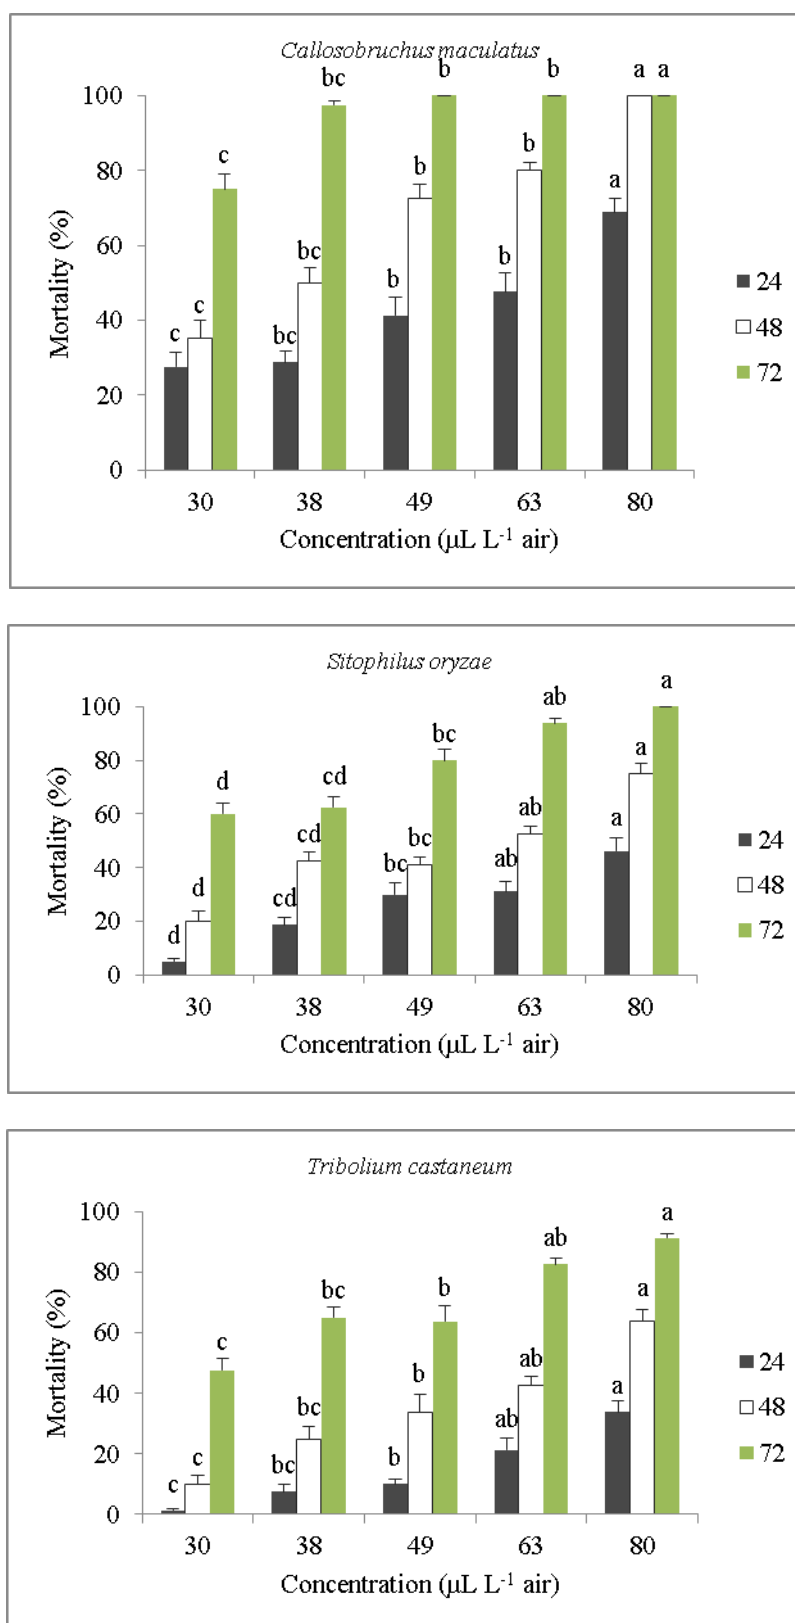 Callosobruchus maculatus
bc b b a a
100
c
80 b b
a
Mortality (%)
60 bc
b b
40 c c bc
20
0
30 38 49 63 80
Concentration (µL L⁻¹ air)
24
48
72
Sitophilus oryzae
a
100 ab
bc
80 d cd a
Mortality (%)
60 ab
cd bc a
40 d bc ab
20 d cd
0
30 38 49 63 80
Concentration (µL L⁻¹ air)
24
48
72
Tribolium castaneum
a
100 ab
80 bc b
a
Mortality (%)
60 c
b ab
40 bc a
20 c c bc b ab
0
30 38 49 63 80
Concentration (µL L⁻¹ air)
24
48
72